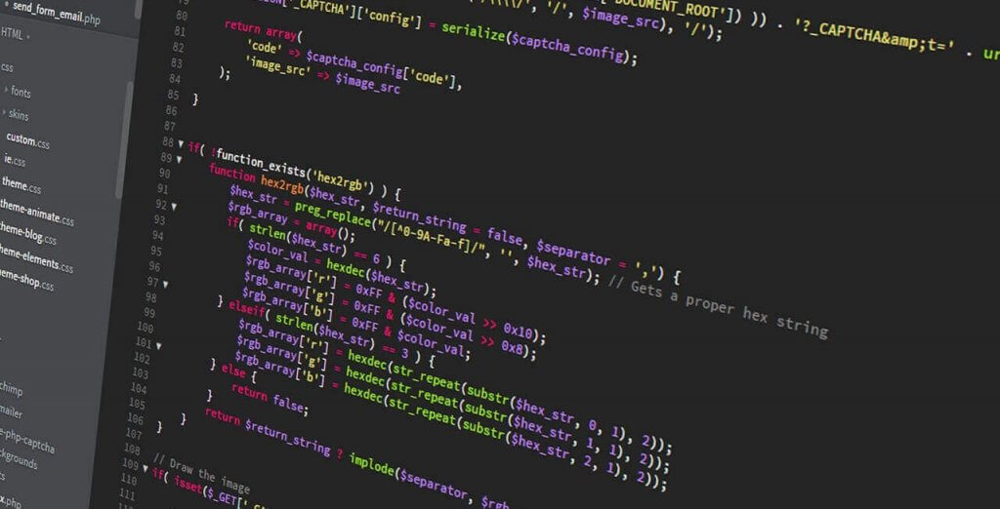 send_form_email.php
HTML
css
fonts
skins
custom.css
ie.css
theme.css
theme-animate.css
theme-blog.css
theme-elements.css
theme-shop.css
chimp
mailer
e-php-captcha
ckgrounds
ts
x.php
79
80 ['_CAPTCHA']['config'] = serialize($captcha_config);
'/', $image_src), '/');
['DOCUMENT_ROOT']) )) . '?_CAPTCHA&amp;t=' . ur
81 return array(
82 'code' => $captcha_config['code'],
83 'image_src' => $image_src
84 );
85 }
86
87
88 if( !function_exists('hex2rgb') ) {
89 function hex2rgb($hex_str, $return_string = false, $separator = ',') {
90 $hex_str = preg_replace("/[^0-9A-Fa-f]/", '', $hex_str); // Gets a proper hex string
91 $rgb_array = array();
92 if( strlen($hex_str) == 6 ) {
93 $color_val = hexdec($hex_str);
94 $rgb_array['r'] = 0xFF & ($color_val >> 0x10);
95 $rgb_array['g'] = 0xFF & ($color_val >> 0x8);
96 $rgb_array['b'] = 0xFF & $color_val;
97 } elseif( strlen($hex_str) == 3 ) {
98 $rgb_array['r'] = hexdec(str_repeat(substr($hex_str, 0, 1), 2));
99 $rgb_array['g'] = hexdec(str_repeat(substr($hex_str, 1, 1), 2));
100 $rgb_array['b'] = hexdec(str_repeat(substr($hex_str, 2, 1), 2));
101 } else {
102 return false;
103 }
104 return $return_string ? implode($separator, $rgb
105 }
106 }
107
108 // Draw the image
109 if( isset($_GET['
110
111